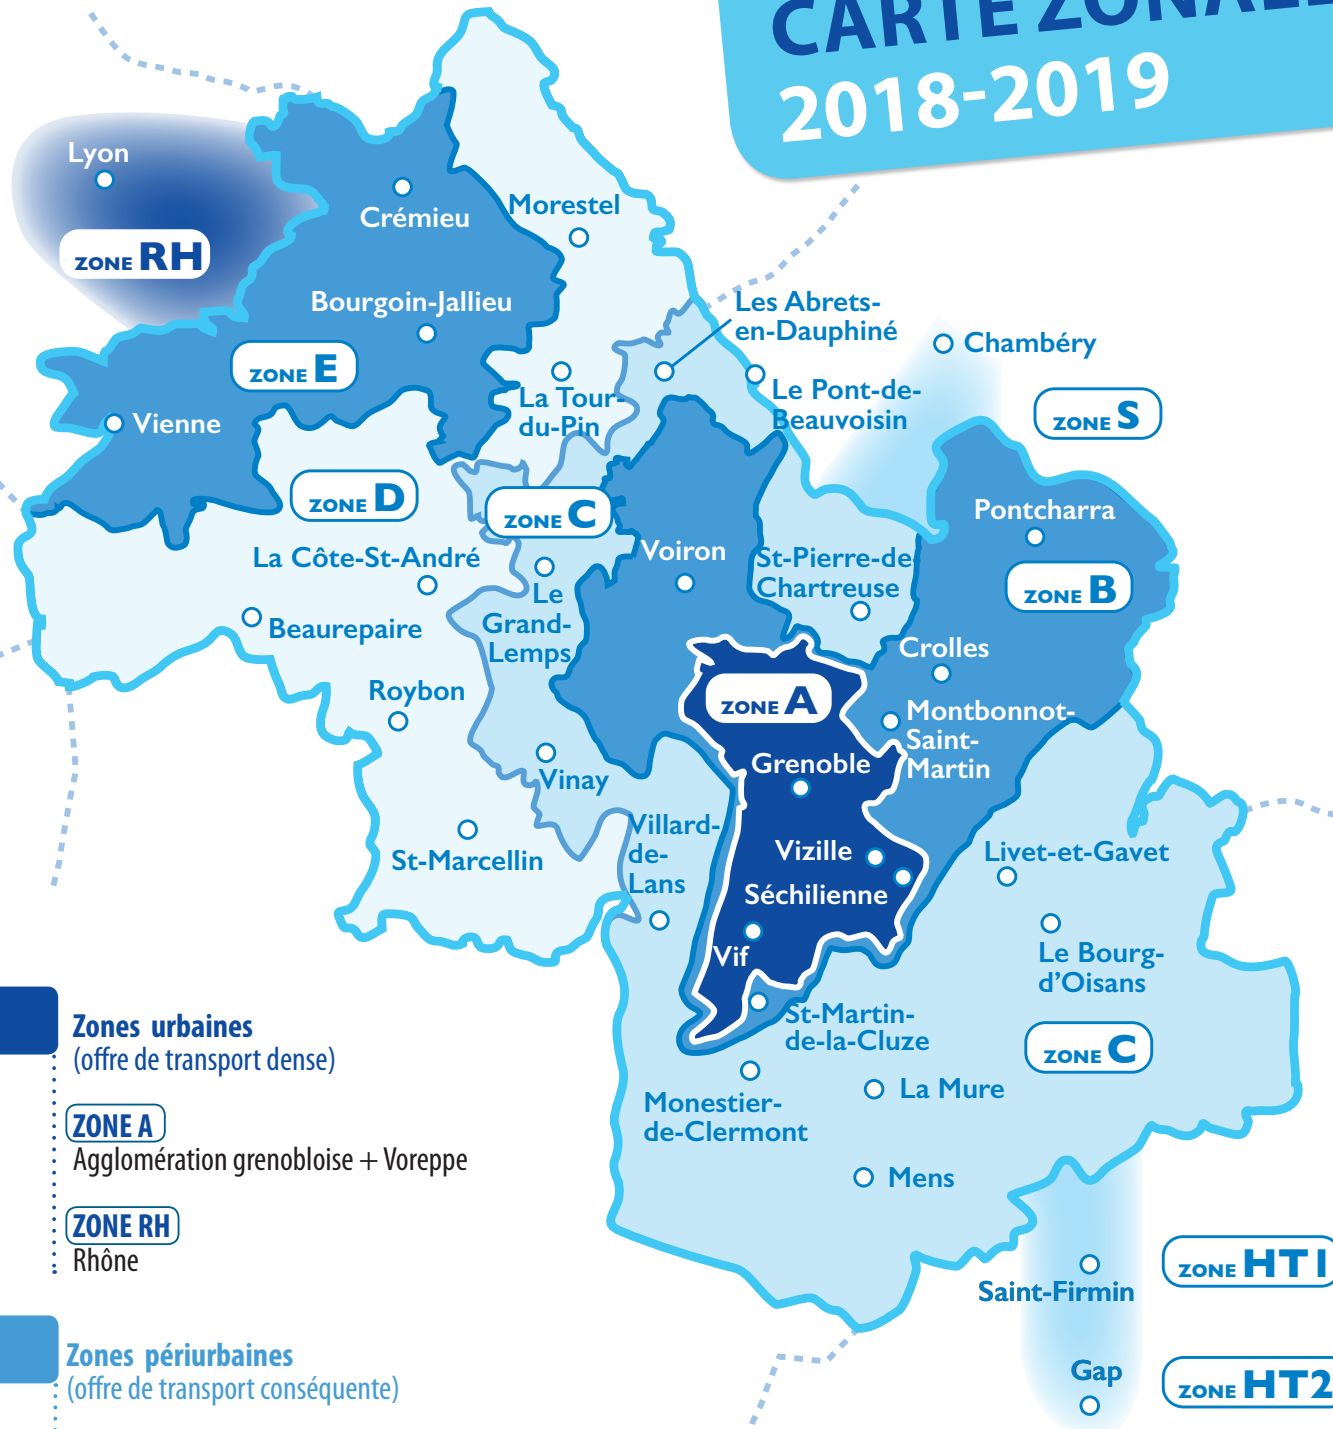 CARTE ZONALE
2018-2019
Lyon
ZONE RH
Crémieu
Morestel
Bourgoin-Jallieu
Les Abrets-
en-Dauphiné
Chambéry
ZONE E
La Tour-
du-Pin
Le Pont-de-
Beauvoisin
ZONE S
Vienne
ZONE D
ZONE C
Pontcharra
Voiron
St-Pierre-de-
Chartreuse
La Côte-St-André
ZONE B
Le
Grand-
Lemps
Beaurepaire
Crolles
Roybon
ZONE A
Montbonnot-
Saint-
Martin
Grenoble
Vinay
Villard-
de-
Lans
St-Marcellin
Vizille
Livet-et-Gavet
Séchilienne
Vif
Le Bourg-
d'Oisans
St-Martin-
de-la-Cluze
ZONE C
Monestier-
de-Clermont
La Mure
Mens
Saint-Firmin
ZONE HT1
Gap
ZONE HT2
Zones urbaines
(offre de transport dense)
ZONE A
Agglomération grenobloise + Voreppe
ZONE RH
Rhône
Zones périurbaines
(offre de transport conséquente)